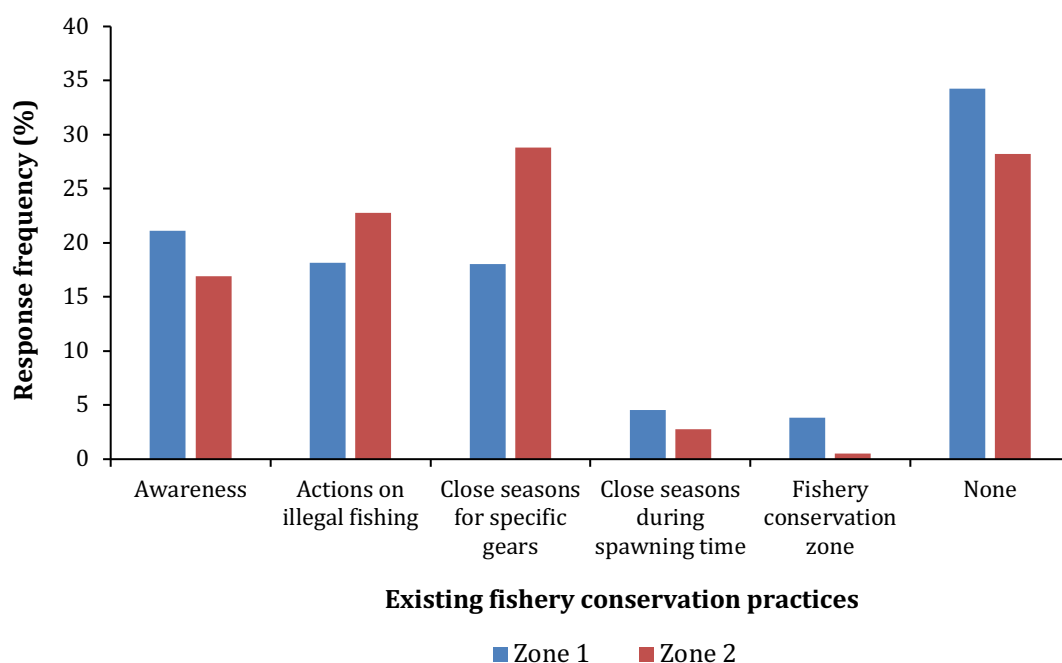 Response frequency (%)
40
35
30
25
20
15
10
5
0
Awareness
Actions on
illegal fishing
Close seasons
for specific
gears
Close seasons
during
spawning time
Fishery
conservation
zone
None
Existing fishery conservation practices
Zone 1
Zone 2